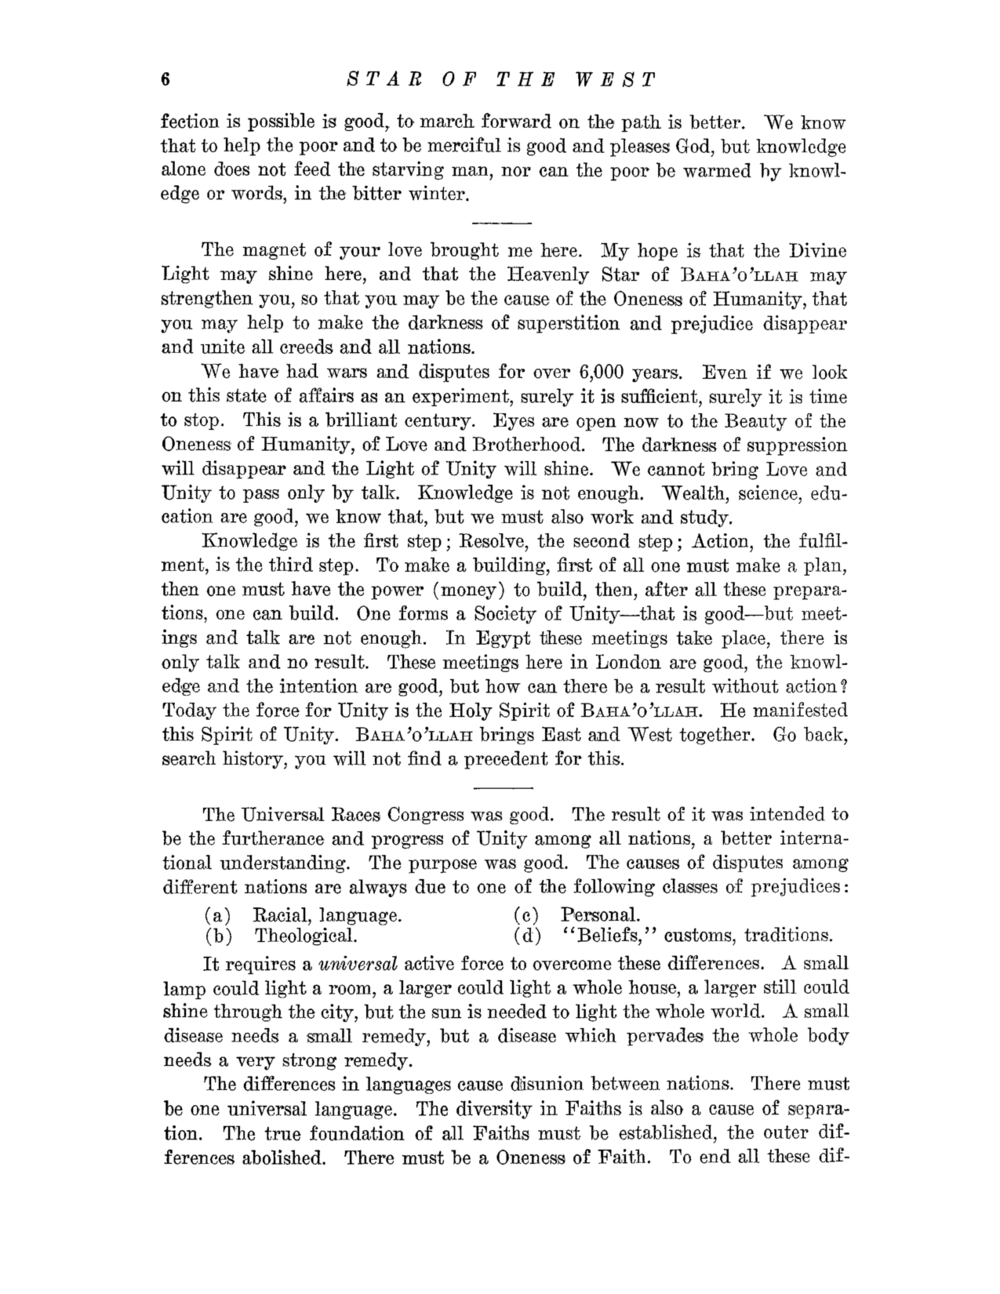 6 STAR OF THE WEST
fection is possible is good, to march forward on the path is better. We know
that to help the poor and to be merciful is good and pleases God, but knowledge
alone does not feed the starving man, nor can the poor be warmed by knowl-
edge or words, in the bitter winter.
The magnet of your love brought me here. My hope is that the Divine
Light may shine here, and that the Heavenly Star of BAHA'O'LLAH may
strengthen you, so that you may be the cause of the Oneness of Humanity, that
you may help to make the darkness of superstition and prejudice disappear
and unite all creeds and all nations.
We have had wars and disputes for over 6,000 years. Even if we look
on this state of affairs as an experiment, surely it is sufficient, surely it is time
to stop. This is a brilliant century. Eyes are open now to the Beauty of the
Oneness of Humanity, of Love and Brotherhood. The darkness of suppression
will disappear and the Light of Unity will shine. We cannot bring Love and
Unity to pass only by talk. Knowledge is not enough. Wealth, science, edu-
cation are good, we know that, but we must also work and study.
Knowledge is the first step; Resolve, the second step; Action, the fulfil-
ment, is the third step. To make a building, first of all one must make a plan,
then one must have the power (money) to build, then, after all these prepara-
tions, one can build. One forms a Society of Unity—that is good—but meet-
ings and talk are not enough. In Egypt these meetings take place, there is
only talk and no result. These meetings here in London are good, the knowl-
edge and the intention are good, but how can there be a result without action?
Today the force for Unity is the Holy Spirit of BAHA'O'LLAH. He manifested
this Spirit of Unity. BAHA'O'LLAH brings East and West together. Go back,
search history, you will not find a precedent for this.
The Universal Races Congress was good. The result of it was intended to
be the furtherance and progress of Unity among all nations, a better interna-
tional understanding. The purpose was good. The causes of disputes among
different nations are always due to one of the following classes of prejudices:
(a) Racial, language. (c) Personal.
(b) Theological. (d) "Beliefs," customs, traditions.
It requires a universal active force to overcome these differences. A small
lamp could light a room, a larger could light a whole house, a larger still could
shine through the city, but the sun is needed to light the whole world. A small
disease needs a small remedy, but a disease which pervades the whole body
needs a very strong remedy.
The differences in languages cause disunion between nations. There must
be one universal language. The diversity in Faiths is also a cause of separa-
tion. The true foundation of all Faiths must be established, the outer dif-
ferences abolished. There must be a Oneness of Faith. To end all these dif-